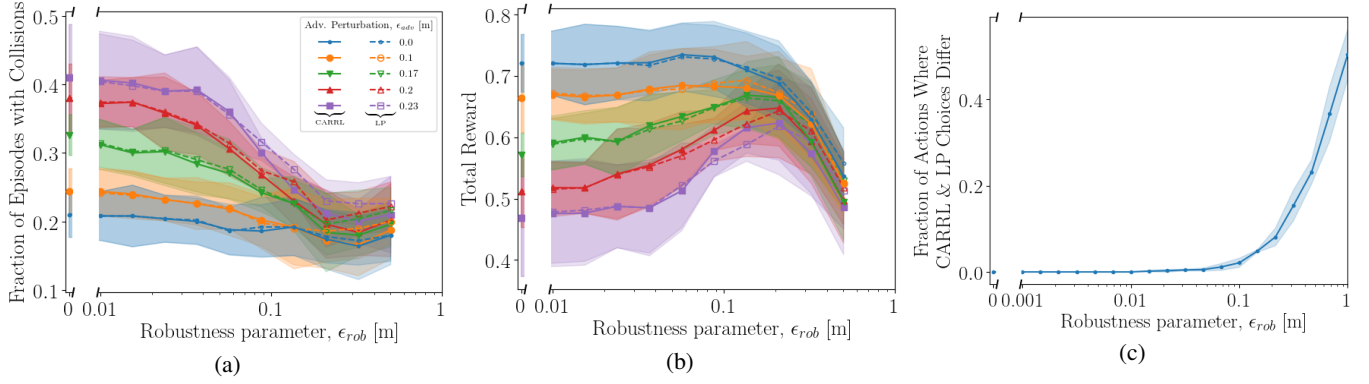 Fraction of Episodes with Collisions
0.5
0.4
0.3
0.2
0.1
0
0.01
0.1
1
Robustness parameter, ϵrob [m]
(a)
Adv. Perturbation, ϵadv [m]
0.0
0.1
0.17
0.2
0.23
CARRL LP
Total Reward
0.8
0.7
0.6
0.5
0.4
0
0.01
0.1
1
Robustness parameter, ϵrob [m]
(b)
Fraction of Actions Where
CARRL & LP Choices Differ
0.4
0.2
0.0
0
0.001
0.01
0.1
1
Robustness parameter, ϵrob [m]
(c)